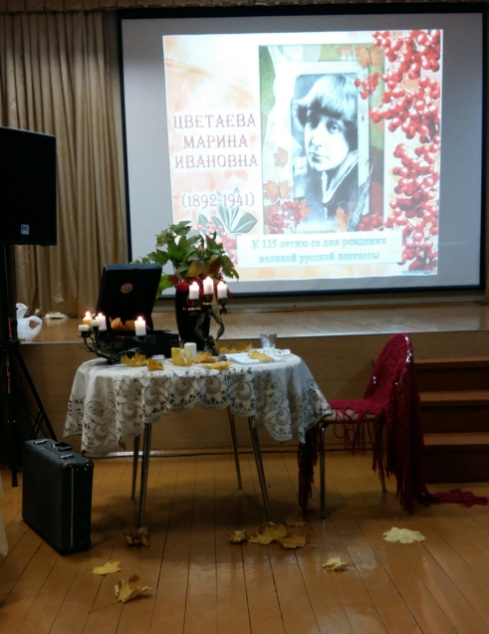 ЦВЕТАЕВА
МАРИНА
ИВАНОВНА
(1892-1941)
К 125 летию со дня рождения
великой русской поэтессы